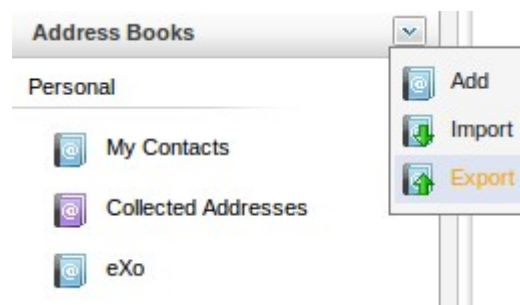 Address Books
Personal
My Contacts
Collected Addresses
eXo
Add
Import
Export